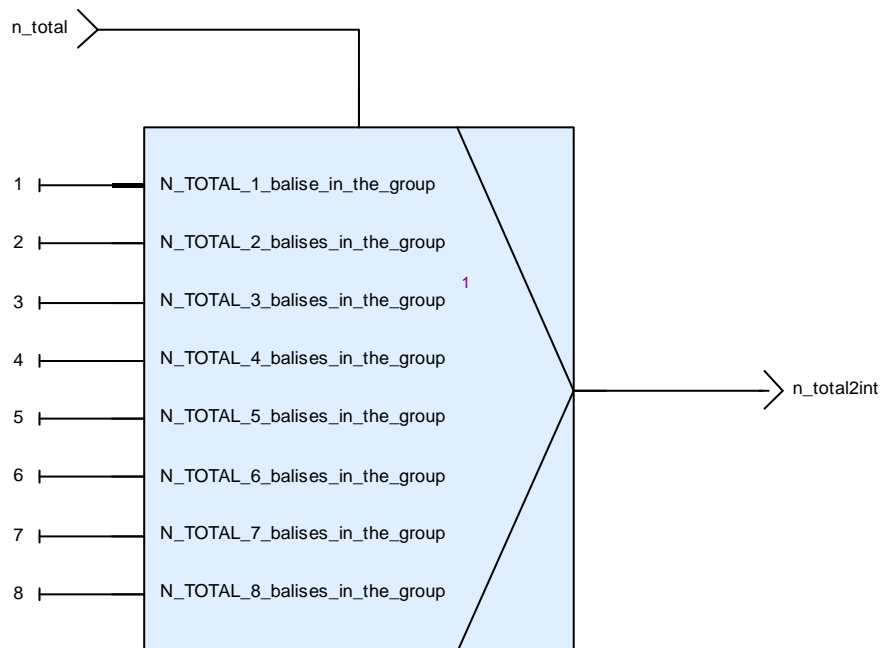 n_total
1 N_TOTAL_1_balise_in_the_group
2 N_TOTAL_2_balises_in_the_group
3 N_TOTAL_3_balises_in_the_group
1
4 N_TOTAL_4_balises_in_the_group
n_total2int
5 N_TOTAL_5_balises_in_the_group
6 N_TOTAL_6_balises_in_the_group
7 N_TOTAL_7_balises_in_the_group
8 N_TOTAL_8_balises_in_the_group